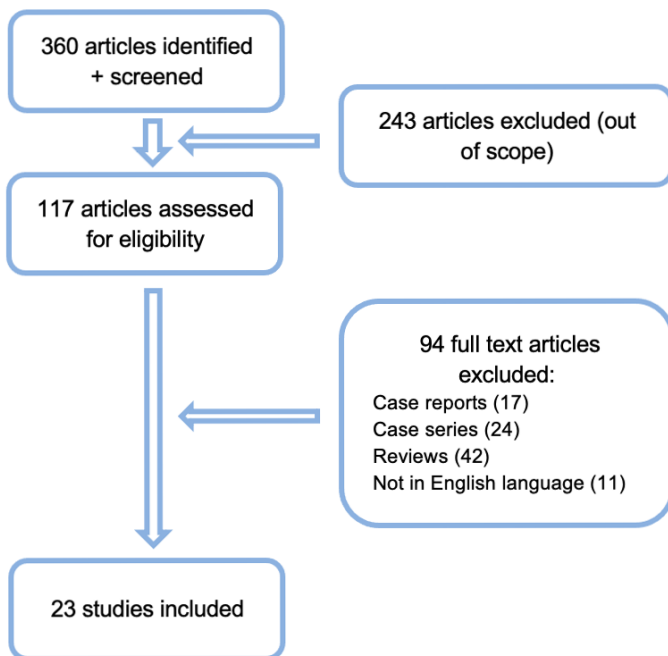 360 articles identified
+ screened
243 articles excluded (out
of scope)
117 articles assessed
for eligibility
94 full text articles
excluded:
Case reports (17)
Case series (24)
Reviews (42)
Not in English language (11)
23 studies included